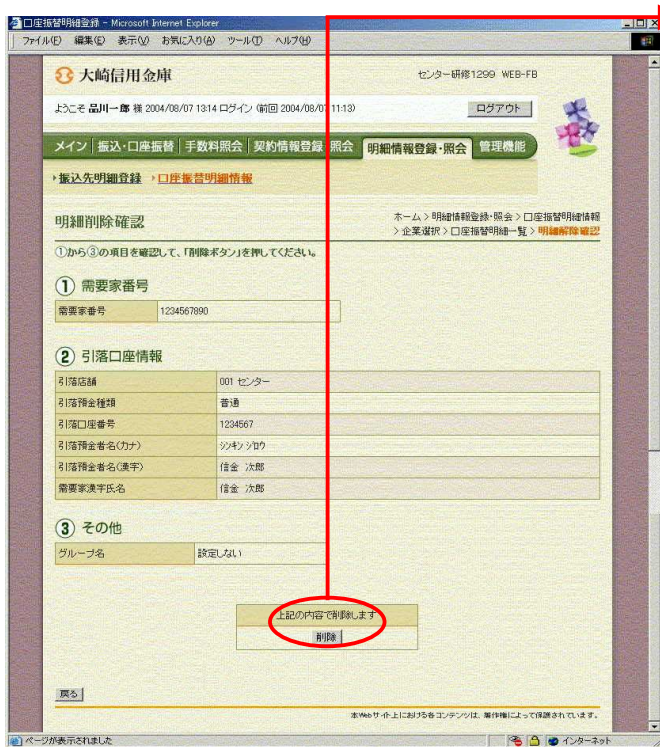 口座振替明細登録 - Microsoft Internet Explorer
ファイル(F) 編集(E) 表示(V) お気に入り(A) ツール(T) ヘルプ(H)
大崎信用金庫
センター研修1299 WEB-FB
ようこそ 品川一郎 様 2004/08/07 13:14 ログイン (前回 2004/08/07 11:13)
ログアウト
メイン 振込・口座振替 手数料照会 契約情報登録・照会 明細情報登録・照会 管理機能
振込先明細登録 口座振替明細情報
明細削除確認
ホーム > 明細情報登録・照会 > 口座振替明細情報
> 企業選択 > 口座振替明細一覧 > 明細解除確認
①から③の項目を確認して、「削除ボタン」を押してください。
① 需要家番号
需要家番号 1234567890
② 引落口座情報
引落店舗 001 センター
引落預金種類 普通
引落口座番号 1234567
引落預金者名(カナ) シンキン ジロウ
引落預金者名(漢字) 信金 次郎
需要家漢字氏名 信金 次郎
③ その他
グループ名 設定しない
上記の内容で削除します
削除
戻る
本Webサイト上における各コンテンツは、著作権によって保護されています。
ページが表示されました
インターネット